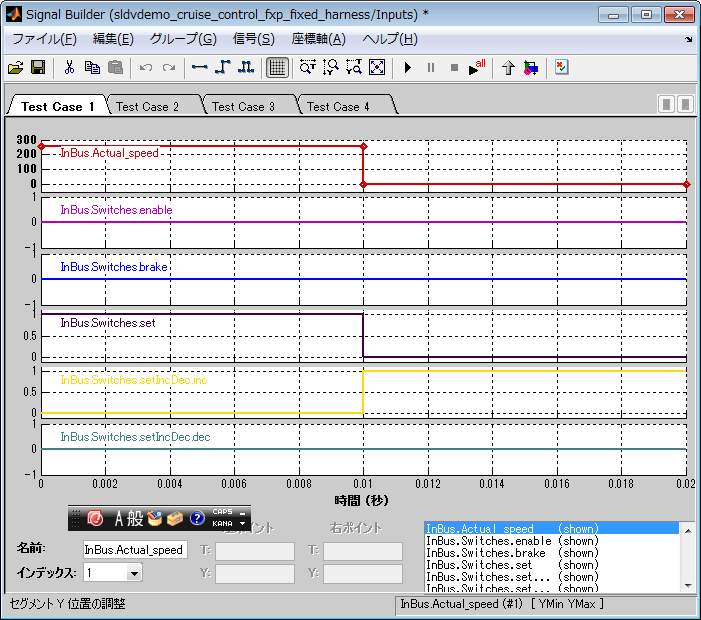 Signal Builder (sldvdemo_cruise_control_fxp_fixed_harness/Inputs) *
ファイル(F) 編集(E) グループ(G) 信号(S) 座標軸(A) ヘルプ(H)
all
Test Case 1 Test Case 2 Test Case 3 Test Case 4
300
200
100
0
InBus.Actual_speed
1
0
-1
InBus.Switches.enable
1
0
-1
InBus.Switches.brake
1
0.5
0
InBus.Switches.set
1
0.5
0
InBus.Switches.setIncDec.inc
1
0
-1
InBus.Switches.setIncDec.dec
0 0.002 0.004 0.006 0.008 0.01 0.012 0.014 0.016 0.018 0.02
時間 (秒)
A 般 CAPS
KANA
ポイント 右ポイント
名前: InBus.Actual_speed T: T:
インデックス: 1 Y: Y:
InBus.Actual_speed (shown)
InBus.Switches.enable (shown)
InBus.Switches.brake (shown)
InBus.Switches.set (shown)
InBus.Switches.set... (shown)
InBus.Switches.set... (shown)
セグメント Y 位置の調整 InBus.Actual_speed (#1) [ YMin YMax ]